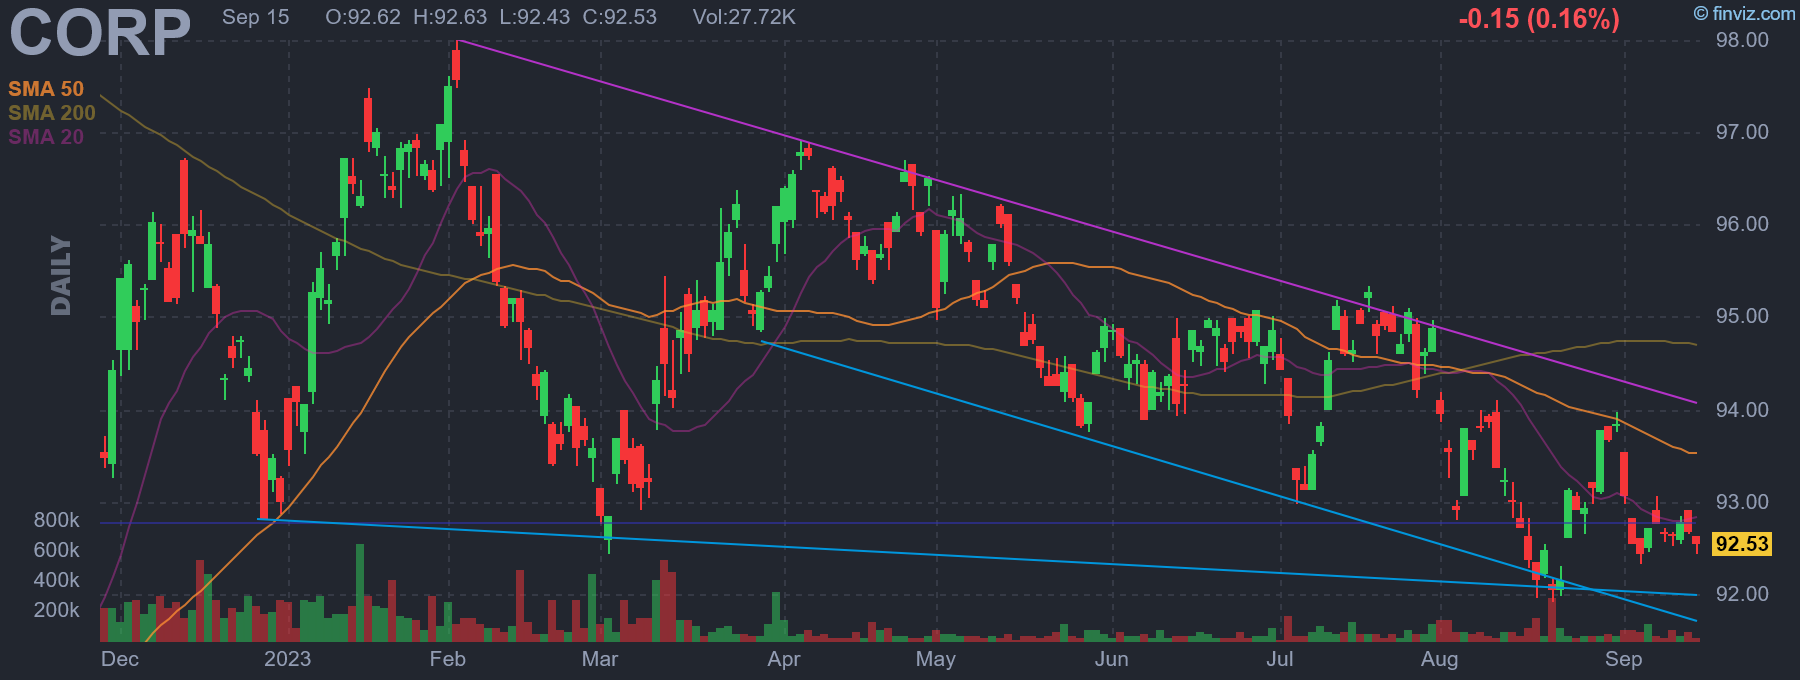 CORP Sep 15 O:92.62 H:92.63 L:92.43 C:92.53 Vol:27.72K -0.15 (0.16%) © finviz.com
SMA 50
SMA 200
SMA 20
DAILY
98.00
97.00
96.00
95.00
94.00
93.00
92.53
92.00
800k
600k
400k
200k
Dec 2023 Feb Mar Apr May Jun Jul Aug Sep